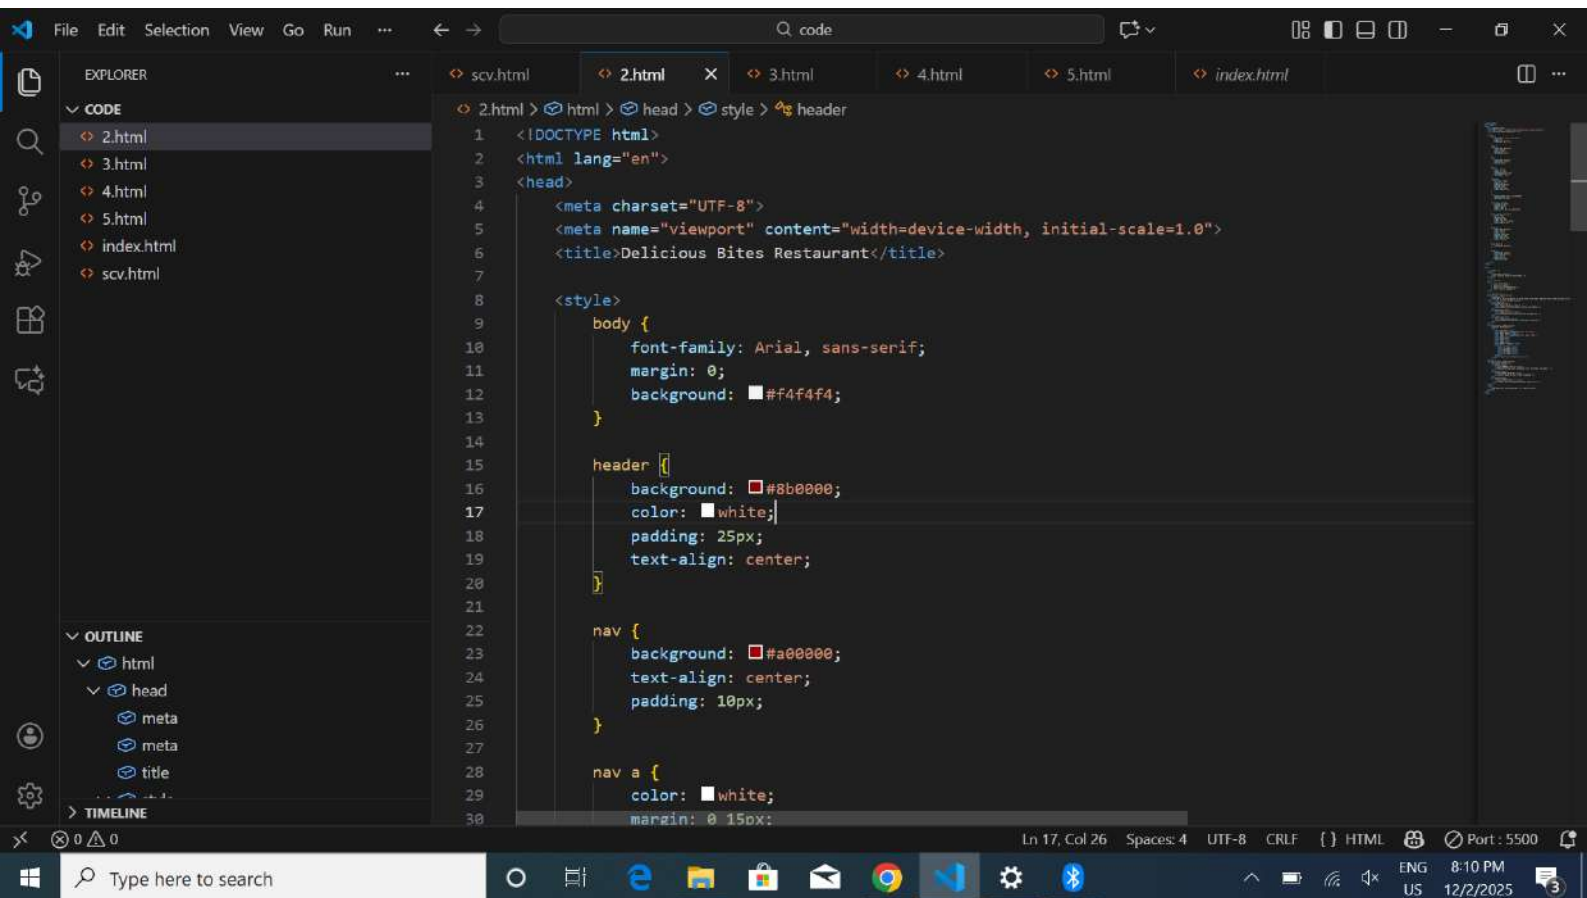 File Edit Selection View Go Run ... code
EXPLORER ...
scv.html 2.html 3.html 4.html 5.html index.html ...
CODE
2.html
3.html
4.html
5.html
index.html
scv.html
2.html > html > head > style > header
1 <!DOCTYPE html>
2 <html lang="en">
3 <head>
4 <meta charset="UTF-8">
5 <meta name="viewport" content="width=device-width, initial-scale=1.0">
6 <title>Delicious Bites Restaurant</title>
7
8 <style>
9 body {
10 font-family: Arial, sans-serif;
11 margin: 0;
12 background: #f4f4f4;
13 }
14
15 header {
16 background: #8b0000;
17 color: white;
18 padding: 25px;
19 text-align: center;
20 }
21
22 nav {
23 background: #a00000;
24 text-align: center;
25 padding: 10px;
26 }
27
28 nav a {
29 color: white;
30 margin: 0 15px;
OUTLINE
html
head
meta
meta
title
TIMELINE
0 0 Ln 17, Col 26 Spaces: 4 UTF-8 CRLF { } HTML Port : 5500
Type here to search
ENG
US
8:10 PM
12/2/2025
3